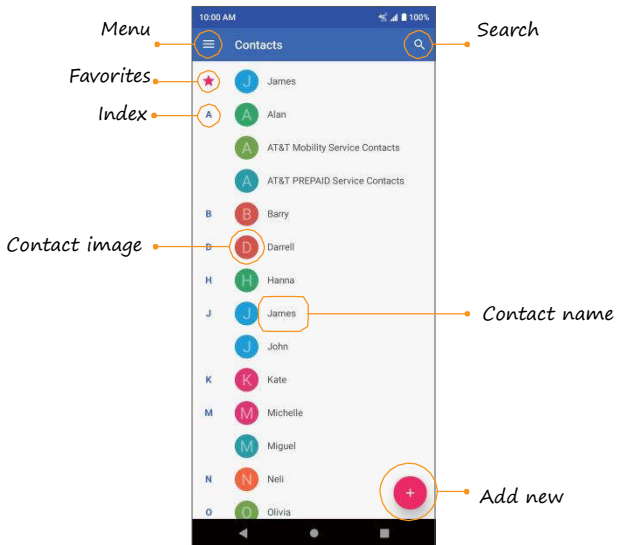 10:00 AM
100%
Menu
Contacts
Search
Favorites
J
James
Index
A
A
Alan
A
AT&T Mobility Service Contacts
A
AT&T PREPAID Service Contacts
B
B
Barry
Contact image
D
D
Darrell
H
H
Hanna
J
J
James
Contact name
J
John
K
K
Kate
M
M
Michelle
M
Miguel
N
N
Neli
+
Add new
O
O
Olivia